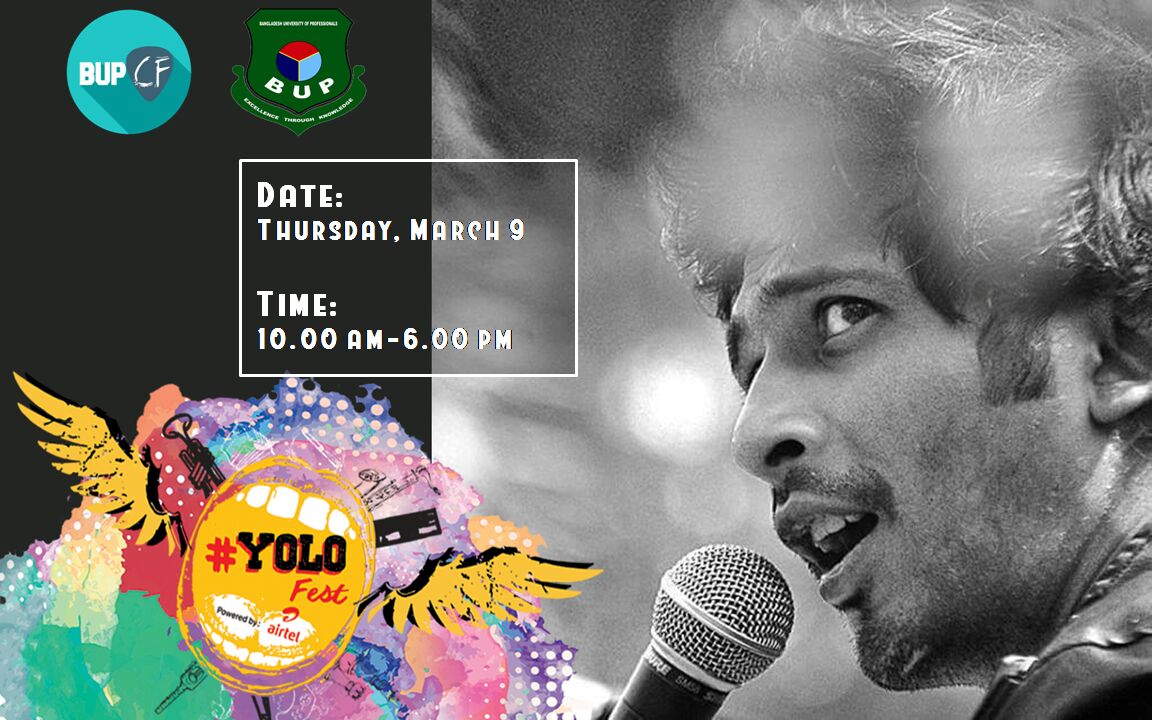 BUP CF
BANGLADESH UNIVERSITY OF PROFESSIONALS
BUP
EXCELLENCE THROUGH KNOWLEDGE
DATE:
THURSDAY, MARCH 9
TIME:
10.00 AM-6.00 PM
#YOLO
Fest
Powered by:
airtel
SM58